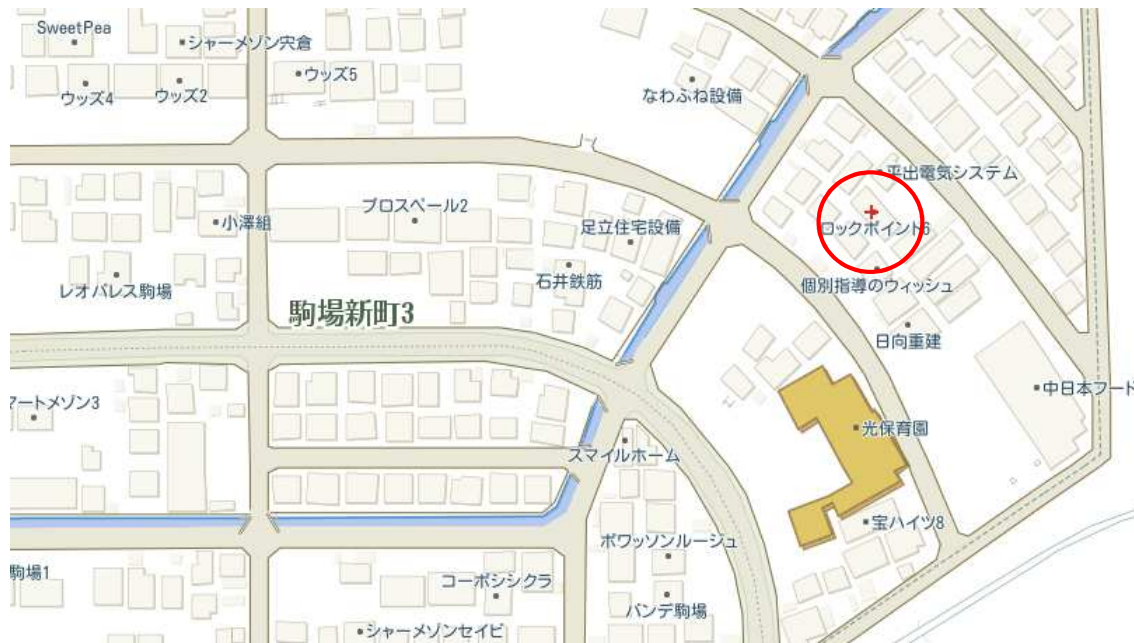 SweetPea
シャーメゾン宍倉
ウッズ5
ウッズ4
ウッズ2
なわふね設備
平出電気システム
プロスペール2
小澤組
足立住宅設備
ロックポイント6
石井鉄筋
レオパレス駒場
個別指導のウィッシュ
駒場新町3
日向重建
中日本フード
マートメゾン3
光保育園
スマイルホーム
宝ハイツ8
ボワッソンルージュ
駒場1
コーポシシクラ
バンデ駒場
シャーメゾンセイビ